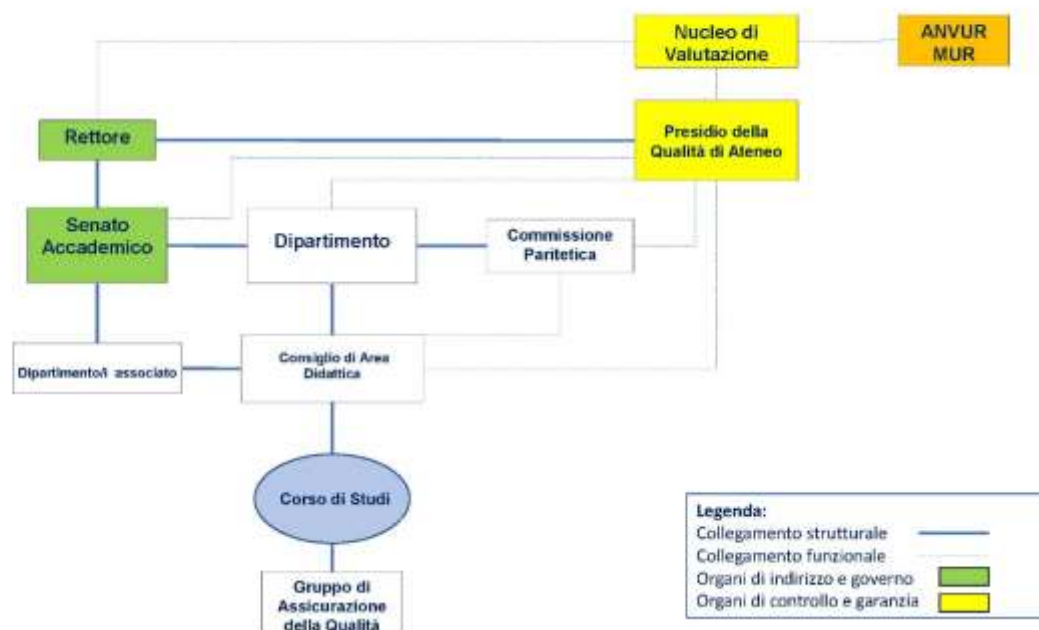 Nucleo di
Valutazione
ANVUR
MUR
Rettore
Presidio della
Qualità di Ateneo
Senato
Accademico
Dipartimento
Commissione
Paritetica
Dipartimento/i associato
Consiglio di Area
Didattica
Corso di Studi
Gruppo di
Assicurazione
della Qualità
Legenda:
Collegamento strutturale
Collegamento funzionale
Organi di indirizzo e governo
Organi di controllo e garanzia